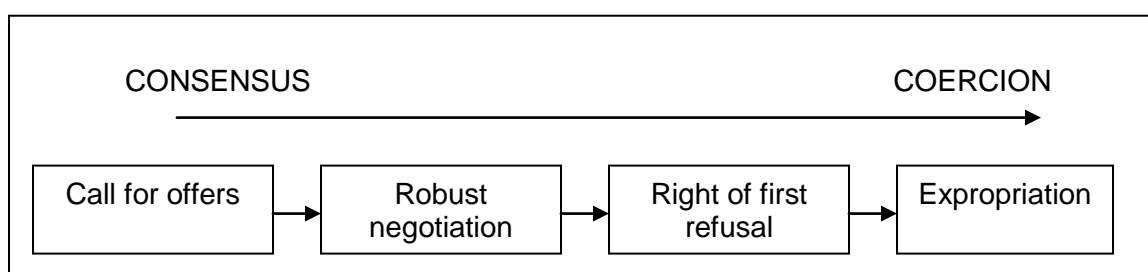 CONSENSUS
COERCION
Call for offers
Robust
negotiation
Right of first
refusal
Expropriation